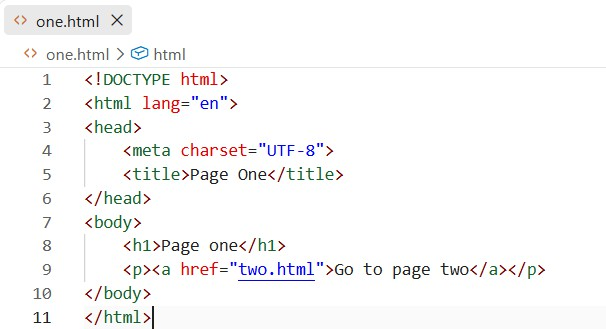 one.html
one.html > html
1 <!DOCTYPE html>
2 <html lang="en">
3 <head>
4     <meta charset="UTF-8">
5     <title>Page One</title>
6 </head>
7 <body>
8     <h1>Page one</h1>
9     <p><a href="two.html">Go to page two</a></p>
10 </body>
11 </html>